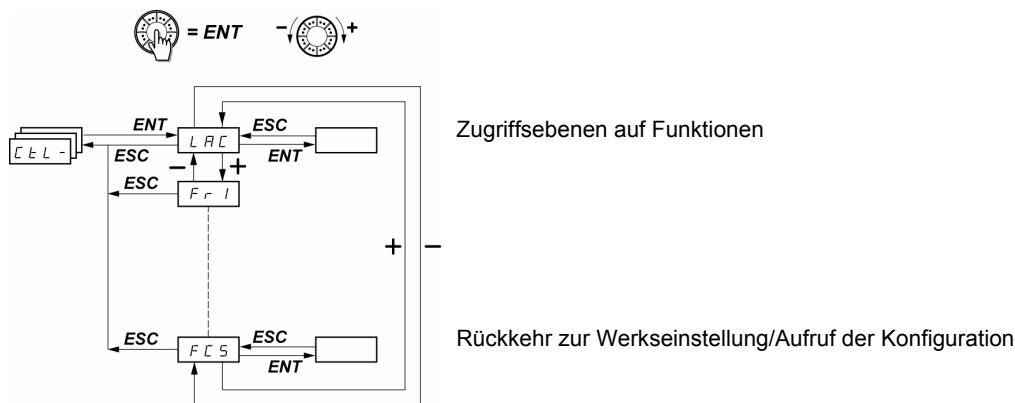 = ENT
- +
ENT
ESC
LAC
ESC
ENT
Zugriffsebenen auf Funktionen
CtL-
ESC
- +
ESC
Fr1
+ -
ESC
FCS
ESC
ENT
Rückkehr zur Werkseinstellung/Aufruf der Konfiguration